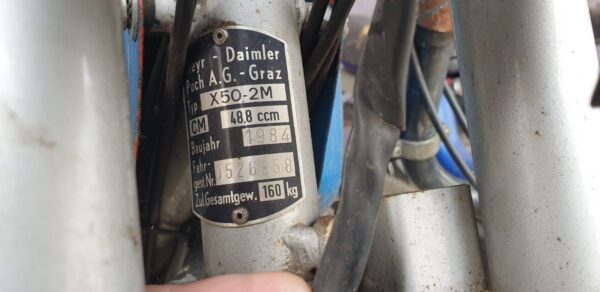 eyr - Daimler
Puch A.G. - Graz
Typ X50-2M
CM 48,8 ccm
Baujahr 1984
Fahr-
gest.Nr.
Zul.Gesamtgew. 160 kg